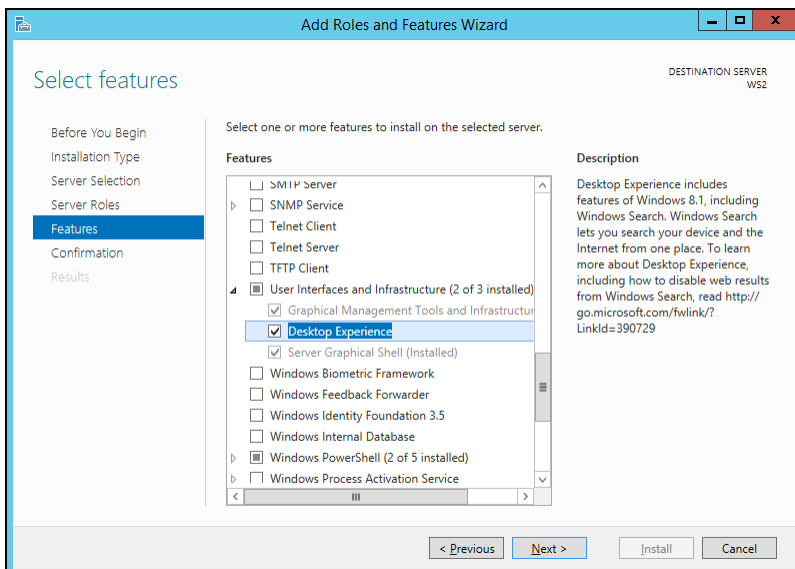 Add Roles and Features Wizard
Select features
DESTINATION SERVER
WS2
Before You Begin
Installation Type
Server Selection
Server Roles
Features
Confirmation
Results
Select one or more features to install on the selected server.
Features
SMTP Server
SNMP Service
Telnet Client
Telnet Server
TFTP Client
User Interfaces and Infrastructure (2 of 3 installed)
Graphical Management Tools and Infrastructur
Desktop Experience
Server Graphical Shell (Installed)
Windows Biometric Framework
Windows Feedback Forwarder
Windows Identity Foundation 3.5
Windows Internal Database
Windows PowerShell (2 of 5 installed)
Windows Process Activation Service
Description
Desktop Experience includes
features of Windows 8.1, including
Windows Search. Windows Search
lets you search your device and the
Internet from one place. To learn
more about Desktop Experience,
including how to disable web results
from Windows Search, read http://
go.microsoft.com/fwlink/?
LinkId=390729
< Previous
Next >
Install
Cancel